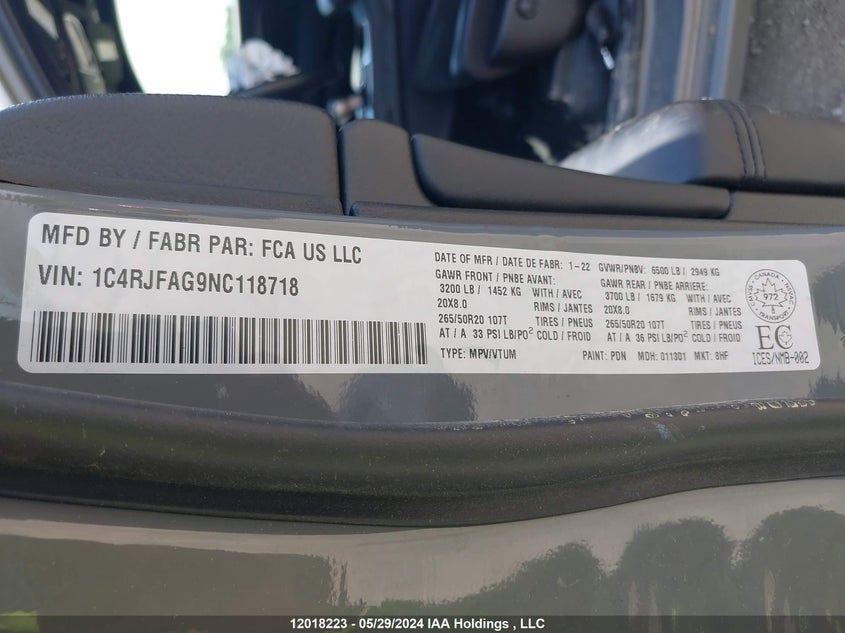 MFD BY / FABR PAR: FCA US LLC
VIN: 1C4RJFAG9NC118718
DATE OF MFR / DATE DE FABR: 1-22 GVWR/PNBV: 6500 LB / 2949 KG
GAWR FRONT / PNBE AVANT: GAWR REAR / PNBE ARRIERE:
3200 LB / 1452 KG WITH / AVEC 3700 LB / 1679 KG WITH / AVEC
20X8.0 RIMS / JANTES 20X8.0 RIMS / JANTES
265/50R20 107T TIRES / PNEUS 265/50R20 107T TIRES / PNEUS
AT / A 33 PSI LB/PO² COLD / FROID AT / A 36 PSI LB/PO² COLD / FROID
TYPE: MPV/VTUM PAINT: PDN MDH: 011301 MKT: 8HF
CANADA
972
TRANSPORT
EC
ICES/NMB-002
12018223 - 05/29/2024 IAA Holdings , LLC